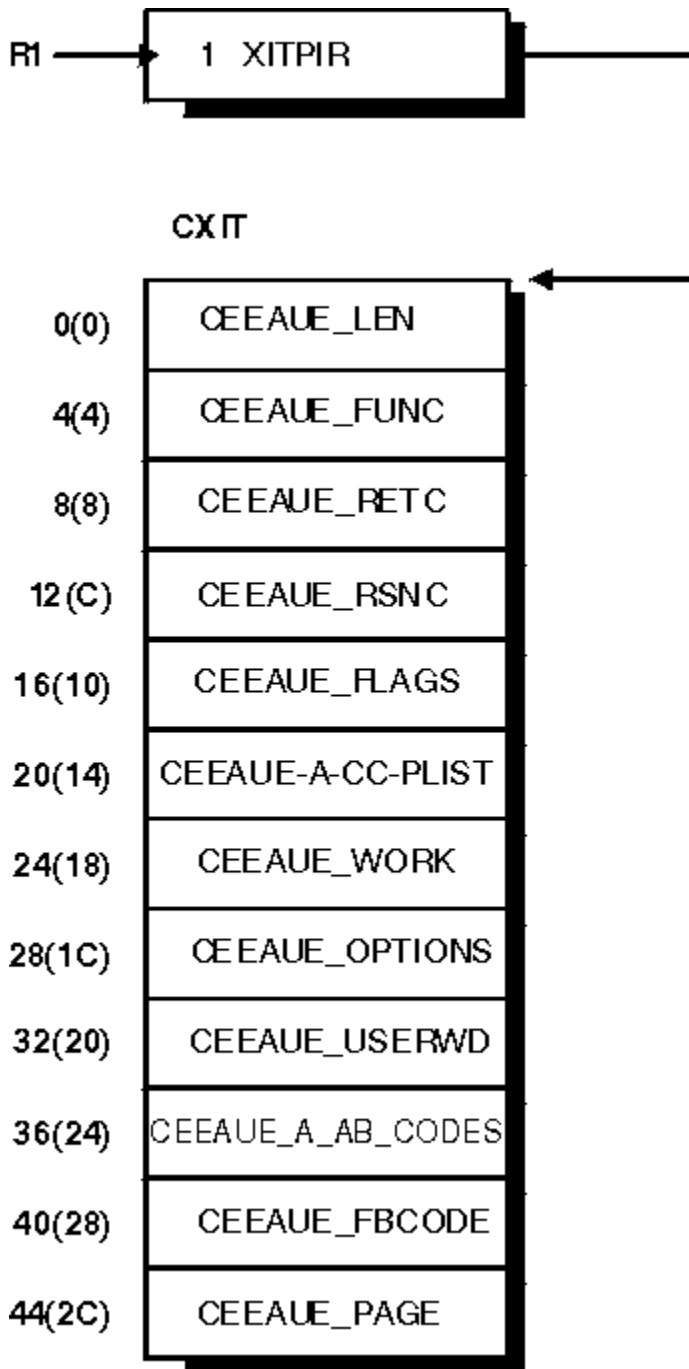 R1 1 XITPIR
CXIT
0(0) CEEAUE_LEN
4(4) CEEAUE_FUNC
8(8) CEEAUE_RETC
12(C) CEEAUE_RSNC
16(10) CEEAUE_FLAGS
20(14) CEEAUE-A-CC-PLIST
24(18) CEEAUE_WORK
28(1C) CEEAUE_OPTIONS
32(20) CEEAUE_USERWD
36(24) CEEAUE_A_AB_CODES
40(28) CEEAUE_FBCODE
44(2C) CEEAUE_PAGE